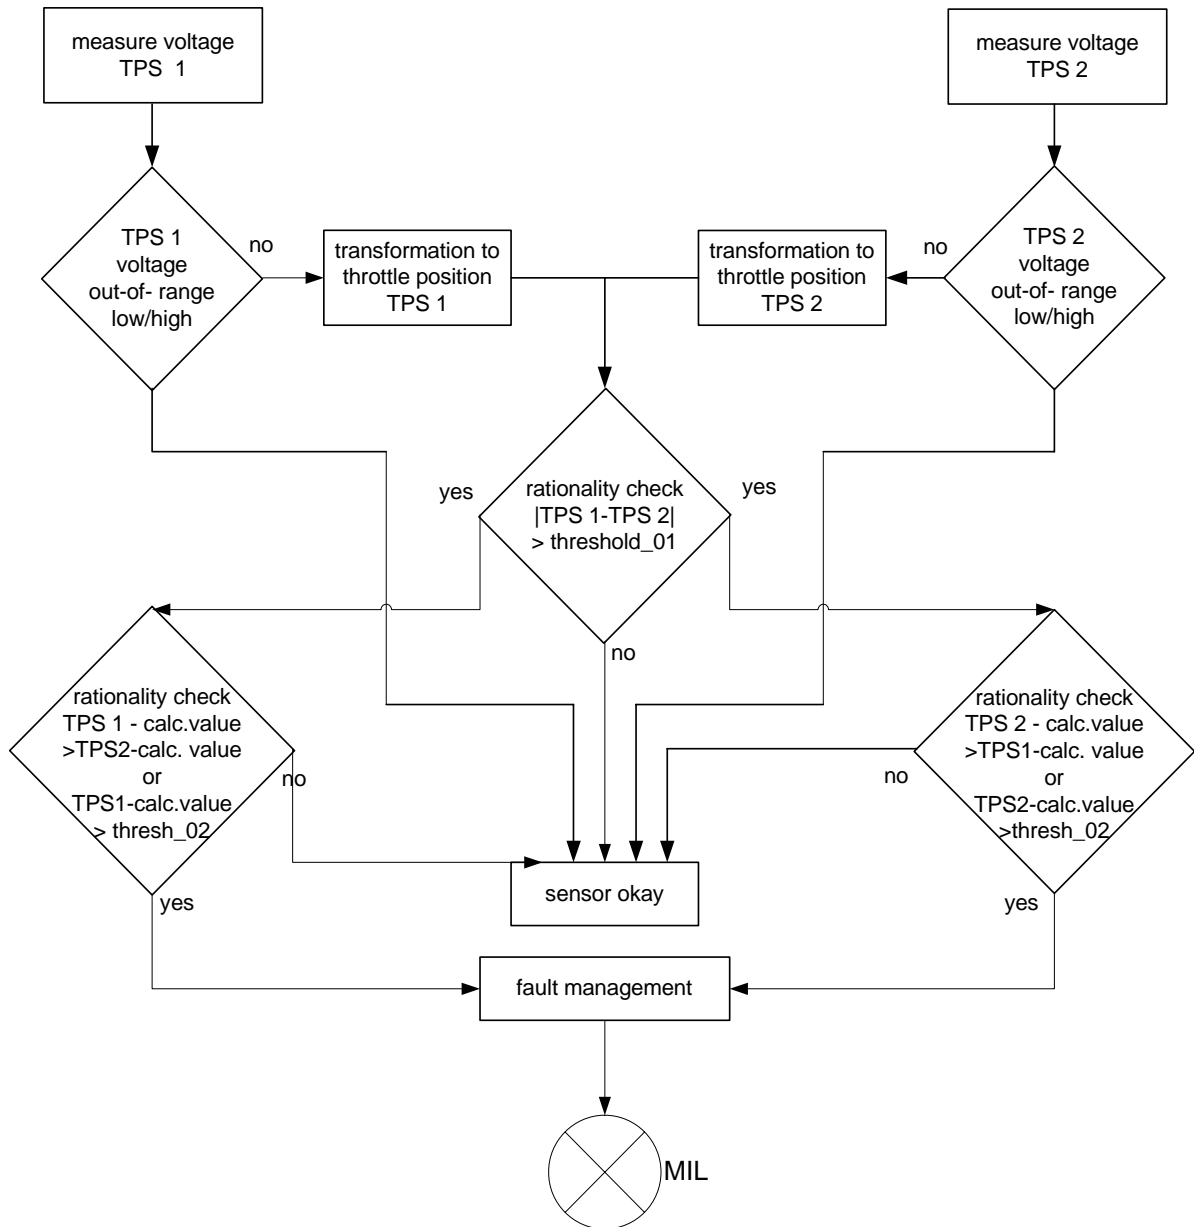 measure voltage
TPS  1
measure voltage
TPS 2
TPS 1
voltage
out-of- range
low/high
no
transformation to
throttle position
TPS 1
transformation to
throttle position
TPS 2
no
TPS 2
voltage
out-of- range
low/high
yes
rationality check
|TPS 1-TPS 2|
> threshold_01
yes
no
rationality check
TPS 1 - calc.value
>TPS2-calc. value
or
TPS1-calc.value
> thresh_02
no
yes
rationality check
TPS 2 - calc.value
>TPS1-calc. value
or
TPS2-calc.value
>thresh_02
no
yes
sensor okay
fault management
MIL